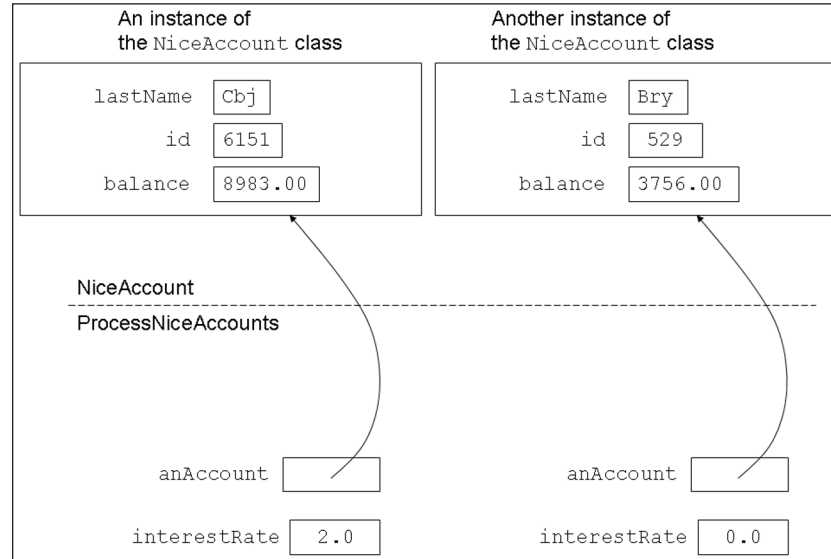 An instance of
the NiceAccount class
lastName Cbj
id 6151
balance 8983.00
Another instance of
the NiceAccount class
lastName Bry
id 529
balance 3756.00
NiceAccount
ProcessNiceAccounts
anAccount
interestRate 2.0
anAccount
interestRate 0.0